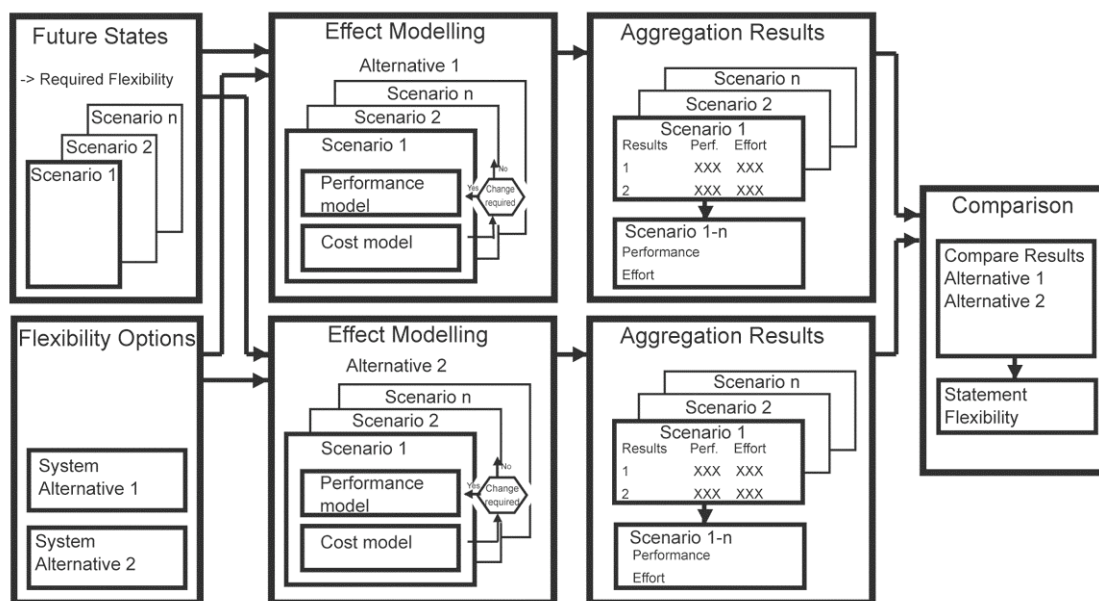 Future States
-> Required Flexibility
Scenario n
Scenario 2
Scenario 1
Flexibility Options
System
Alternative 1
System
Alternative 2
Effect Modelling
Alternative 1
Scenario n
Scenario 2
Scenario 1
Performance
model
Cost model
Yes
No
Change
required
Effect Modelling
Alternative 2
Scenario n
Scenario 2
Scenario 1
Performance
model
Cost model
Yes
No
Change
required
Aggregation Results
Scenario n
Scenario 2
Scenario 1
Results Perf. Effort
1 XXX XXX
2 XXX XXX
Scenario 1-n
Performance
Effort
Aggregation Results
Scenario n
Scenario 2
Scenario 1
Results Perf. Effort
1 XXX XXX
2 XXX XXX
Scenario 1-n
Performance
Effort
Comparison
Compare Results
Alternative 1
Alternative 2
Statement
Flexibility